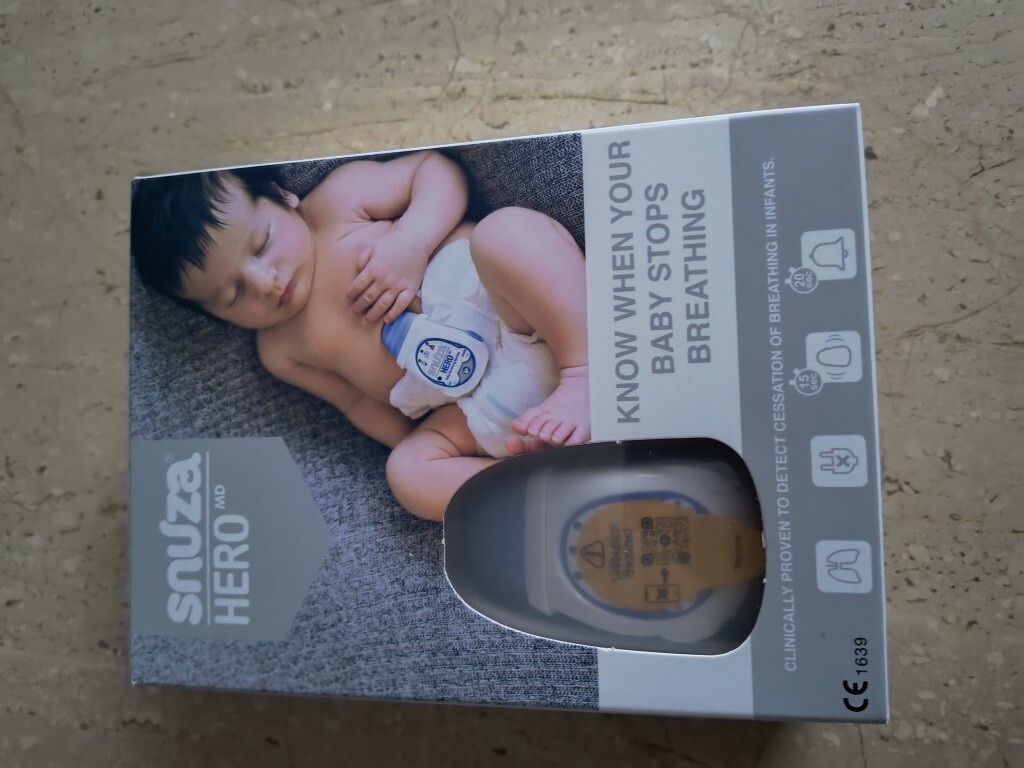 snuza®
HERO MD
snuza
HERO
KNOW WHEN YOUR
BABY STOPS
BREATHING
CLINICALLY PROVEN TO DETECT CESSATION OF BREATHING IN INFANTS.
15
SEC
20
SEC
CE 1639